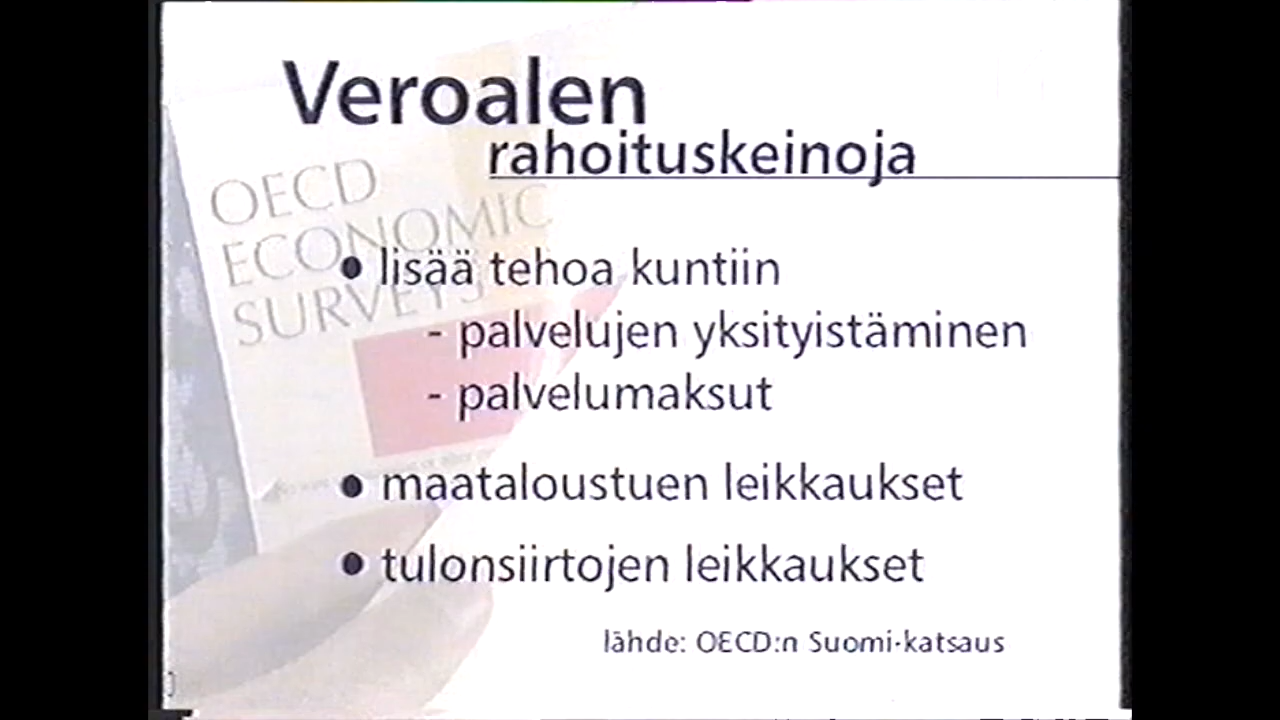 Veroalen
rahoituskeinoja
OECD
ECONOMIC
SURVEYS
• lisää tehoa kuntiin
- palvelujen yksityistäminen
- palvelumaksut
• maataloustuen leikkaukset
• tulonsiirtojen leikkaukset
lähde: OECD:n Suomi-katsaus